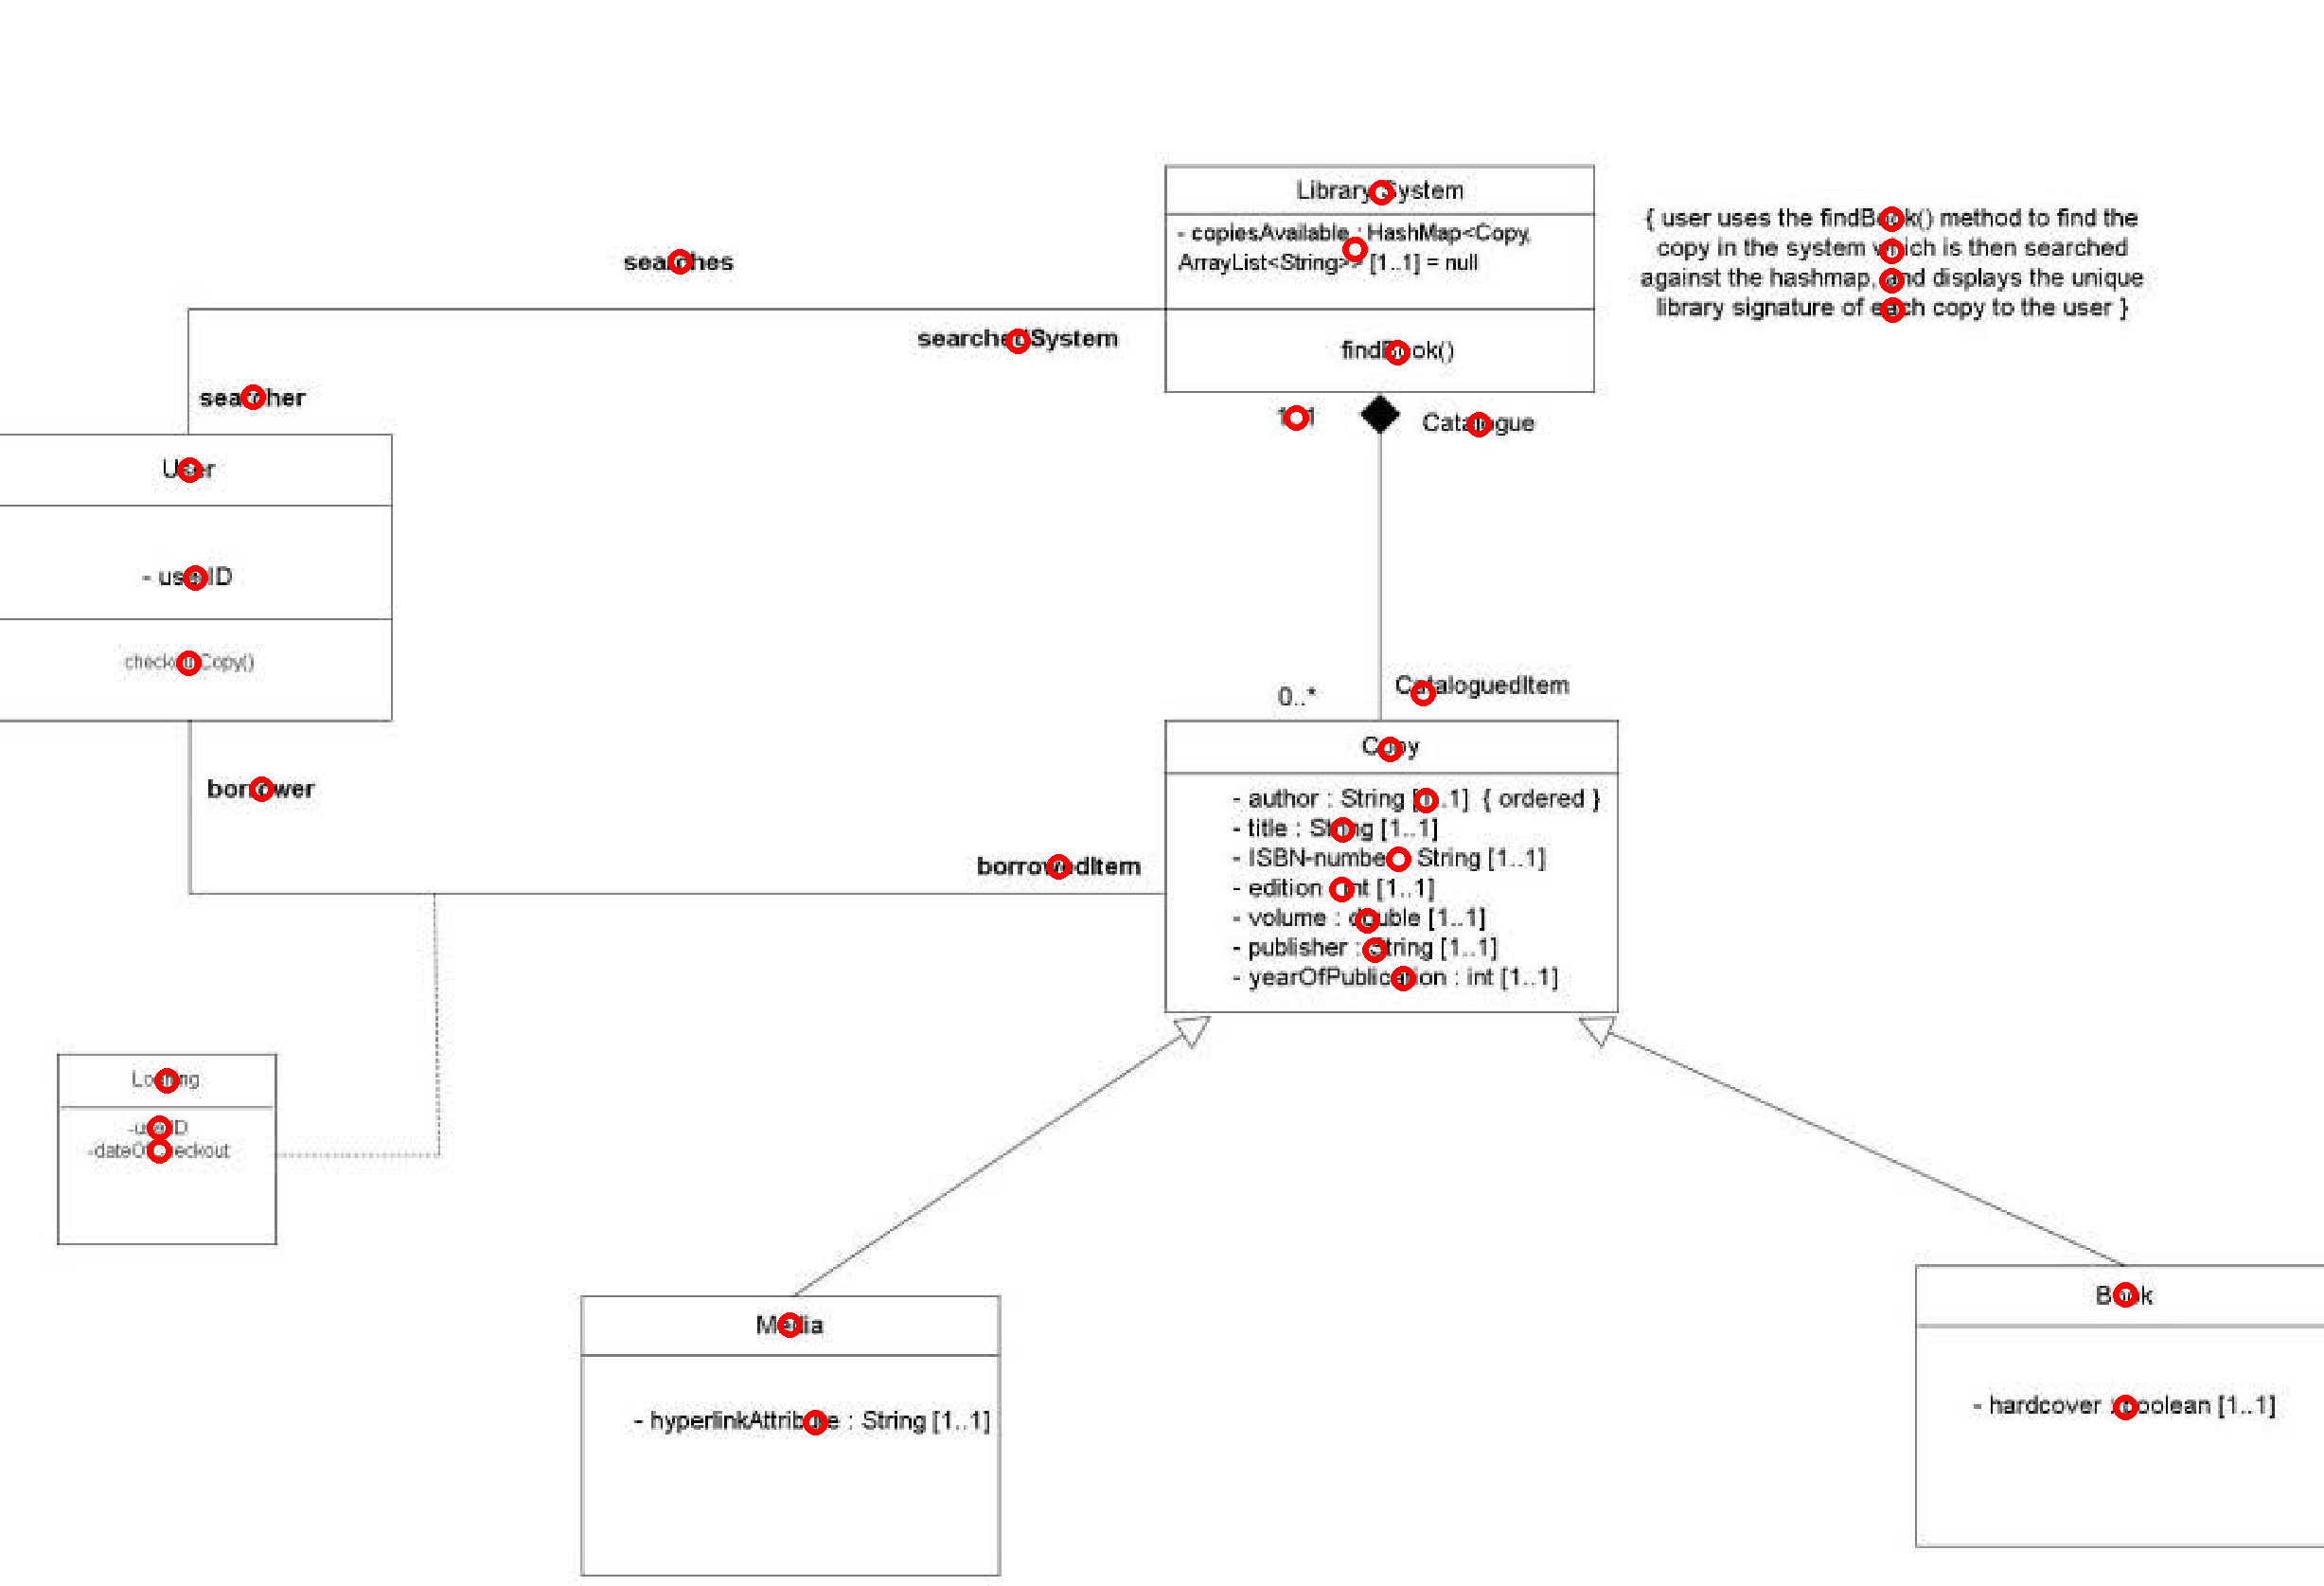 Library System
- copiesAvailable : HashMap<Copy,
ArrayList<String>> [1..1] = null
findBook()
{ user uses the findBook() method to find the
copy in the system which is then searched
against the hashmap, and displays the unique
library signature of each copy to the user }
searches
searchedSystem
searcher
1..1
Catalogue
User
- userID
checkoutCopy()
0..*
CataloguedItem
Copy
- author : String [1..1] { ordered }
- title : String [1..1]
- ISBN-number : String [1..1]
- edition : int [1..1]
- volume : double [1..1]
- publisher : String [1..1]
- yearOfPublication : int [1..1]
borrower
borrowedItem
Loaning
-userID
-dateOfCheckout
Media
- hyperlinkAttribute : String [1..1]
Book
- hardcover : boolean [1..1]